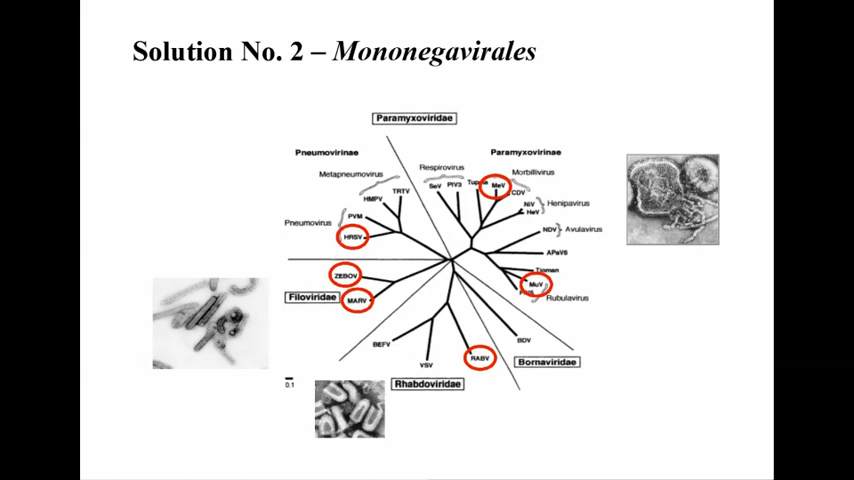 Solution No. 2 – Mononegavirales
Paramyxoviridae
Pneumovirinae
Paramyxovirinae
Metapneumovirus
Respirovirus
Morbillivirus
HMPV
TRTV
SeV
PIV3
MeV
CDV
NiV
HeV
Henipavirus
Pneumovirus
PVM
HRSV
NDV
Avulavirus
APaV6
ZEBOV
Tioman
MuV
Rubulavirus
Filoviridae
MARV
BEFV
VSV
RABV
BDV
Bornaviridae
0.1
Rhabdoviridae